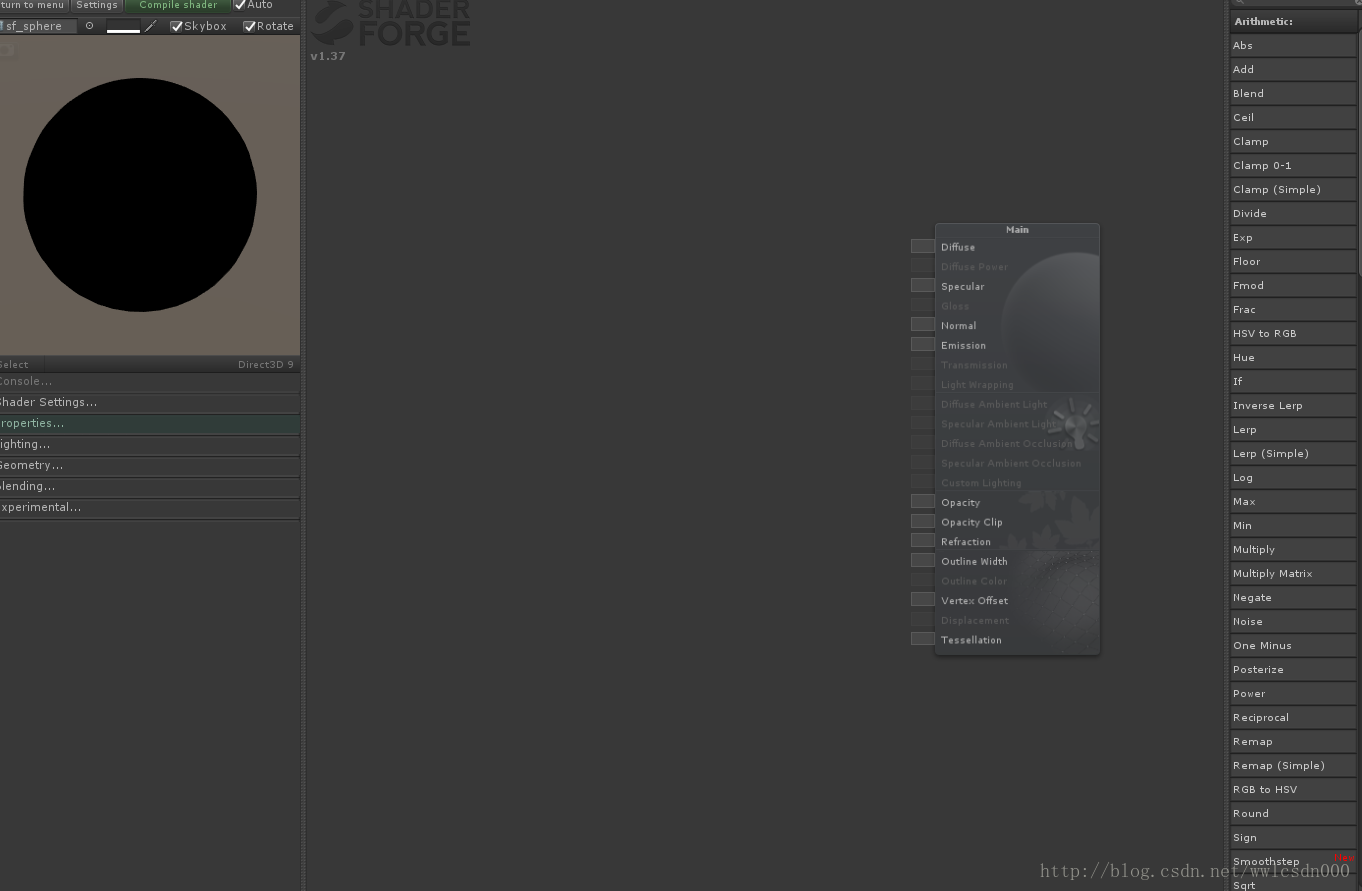 turn to menu Settings Compile shader Auto
sf_sphere Skybox Rotate
Select Direct3D 9
Console...
Shader Settings...
roperties...
ighting...
Geometry...
lending...
xperimental...
SHADER
FORGE
v1.37
Main
Diffuse
Diffuse Power
Specular
Gloss
Normal
Emission
Transmission
Light Wrapping
Diffuse Ambient Light
Specular Ambient Light
Diffuse Ambient Occlusion
Specular Ambient Occlusion
Custom Lighting
Opacity
Opacity Clip
Refraction
Outline Width
Outline Color
Vertex Offset
Displacement
Tessellation
Arithmetic:
Abs
Add
Blend
Ceil
Clamp
Clamp 0-1
Clamp (Simple)
Divide
Exp
Floor
Fmod
Frac
HSV to RGB
Hue
If
Inverse Lerp
Lerp
Lerp (Simple)
Log
Max
Min
Multiply
Multiply Matrix
Negate
Noise
One Minus
Posterize
Power
Reciprocal
Remap
Remap (Simple)
RGB to HSV
Round
Sign
Smoothstep
Sqrt
http://blog.csdn.net/wwlcsdn000